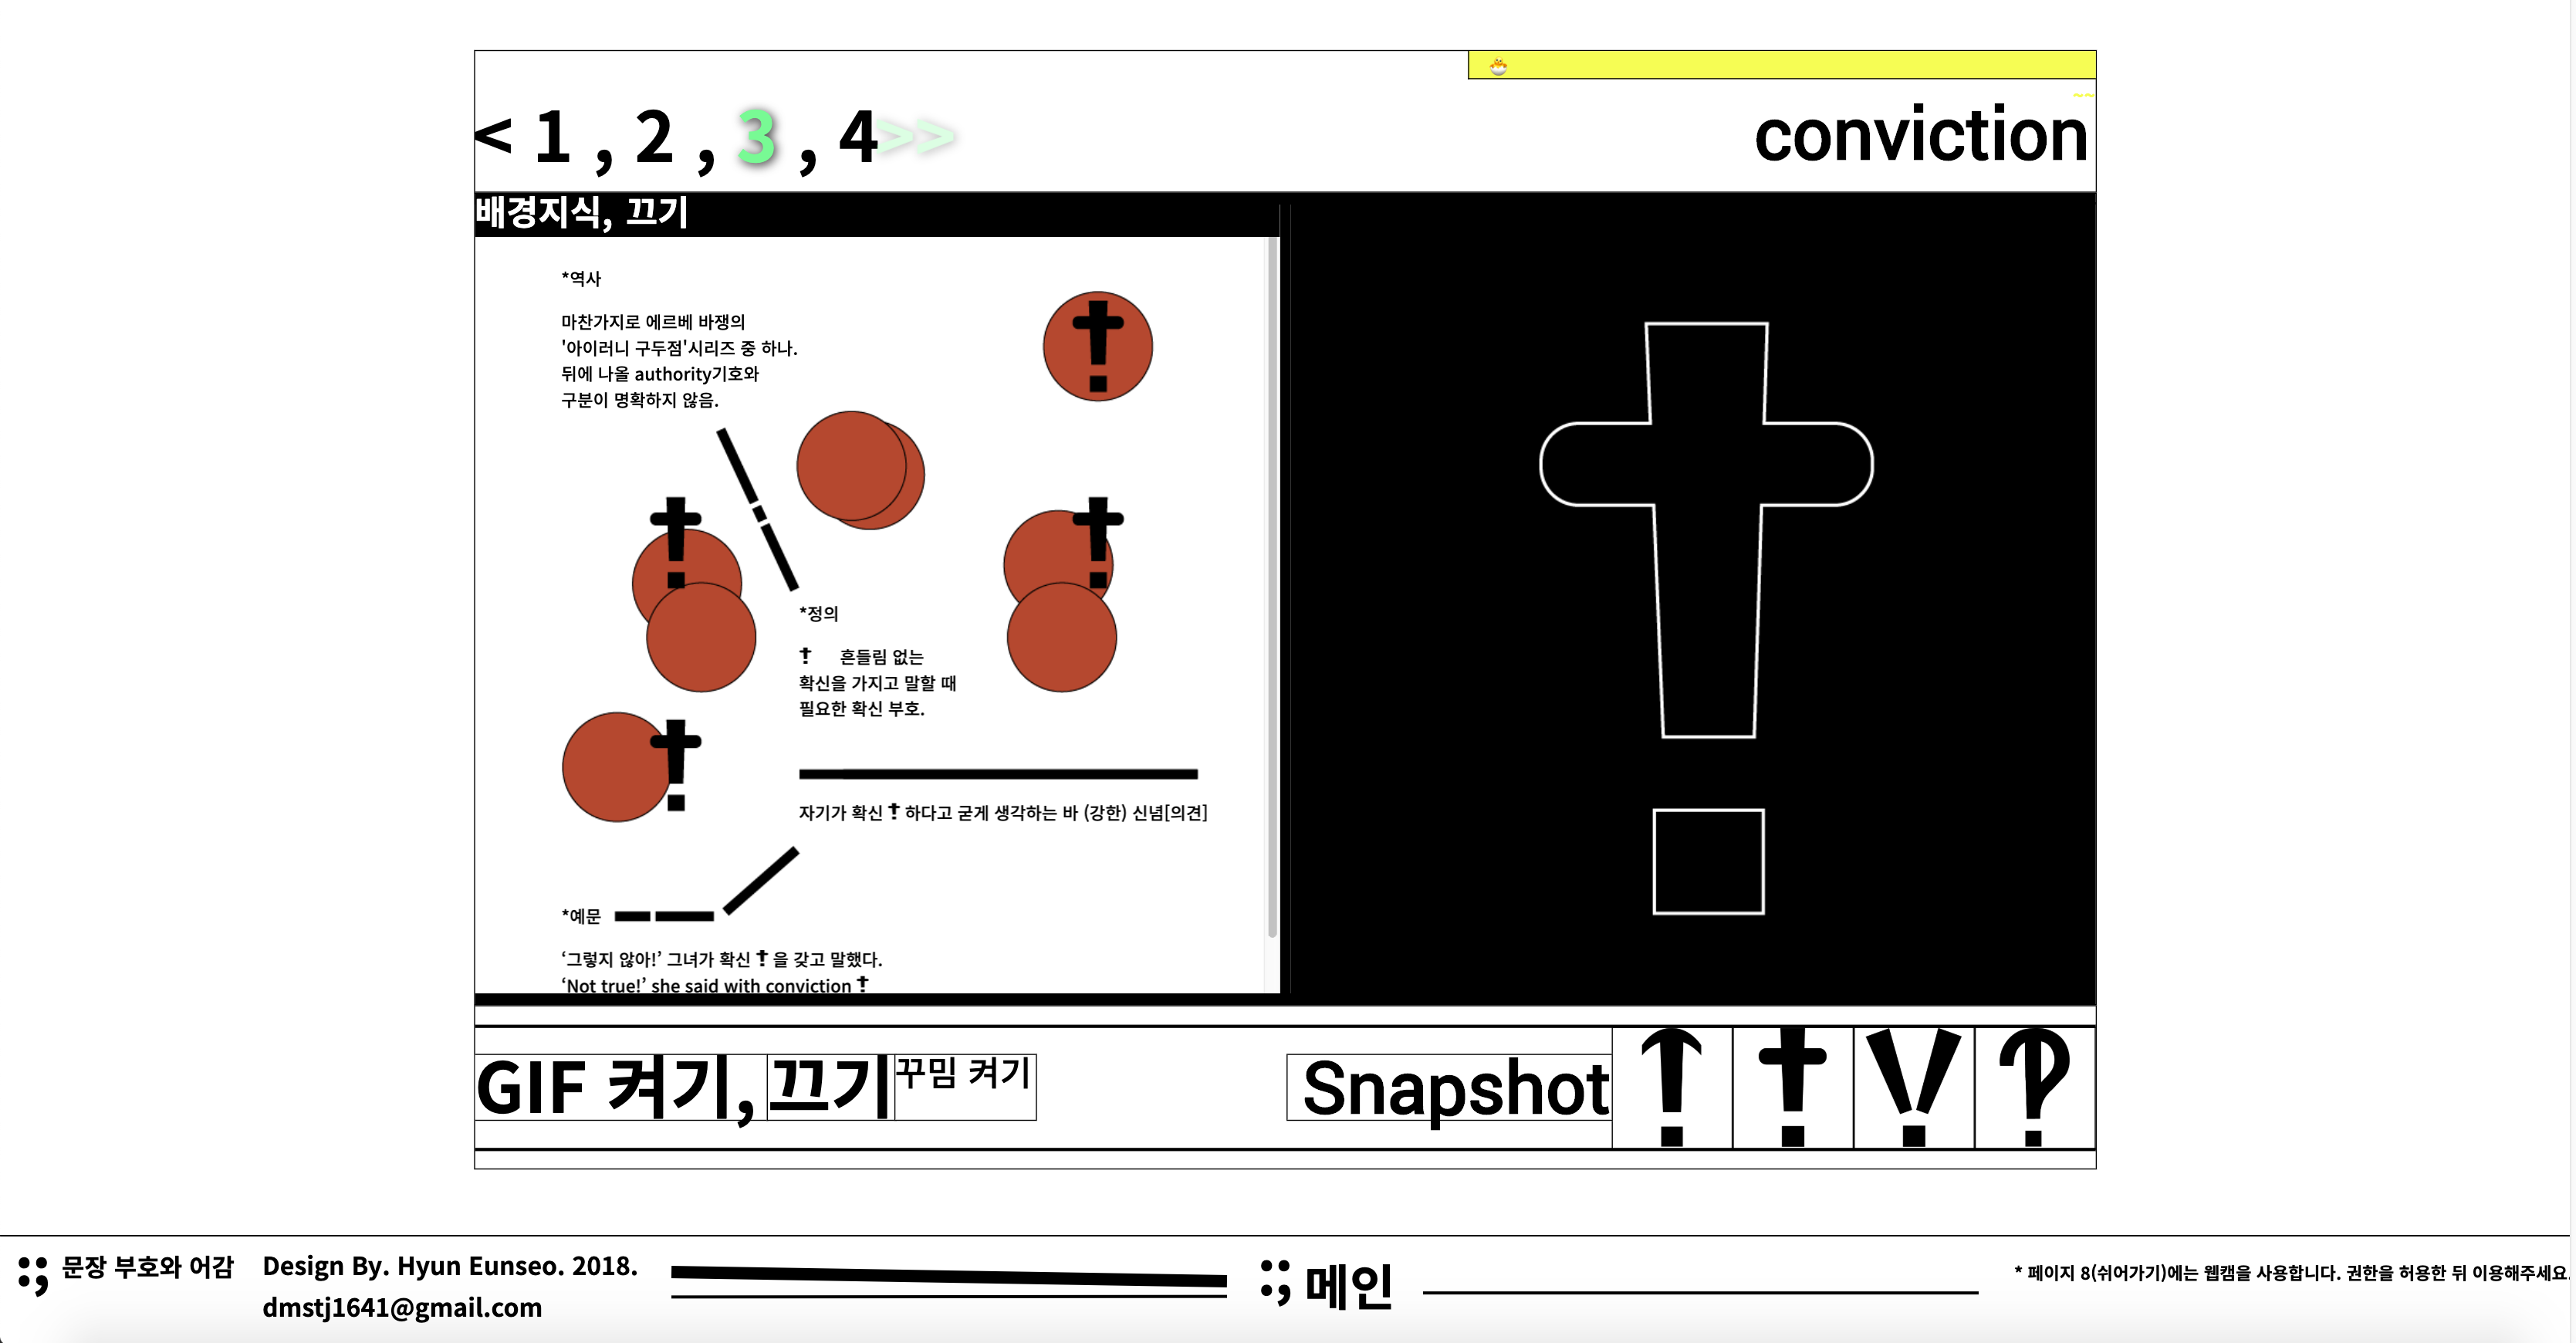 🐣
~~
< 1 , 2 , 3 , 4>>
conviction
배경지식, 끄기
*역사
마찬가지로 에르베 바쟁의
'아이러니 구두점'시리즈 중 하나.
뒤에 나올 authority기호와
구분이 명확하지 않음.
*정의
흔들림 없는
확신을 가지고 말할 때
필요한 확신 부호.
자기가 확신 하다고 굳게 생각하는 바 (강한) 신념[의견]
*예문
‘그렇지 않아!’ 그녀가 확신 을 갖고 말했다.
‘Not true!’ she said with conviction
GIF 켜기, 끄기 꾸밈 켜기
Snapshot
문장 부호와 어감
Design By. Hyun Eunseo. 2018.
dmstj1641@gmail.com
메인
* 페이지 8(쉬어가기)에는 웹캠을 사용합니다. 권한을 허용한 뒤 이용해주세요.